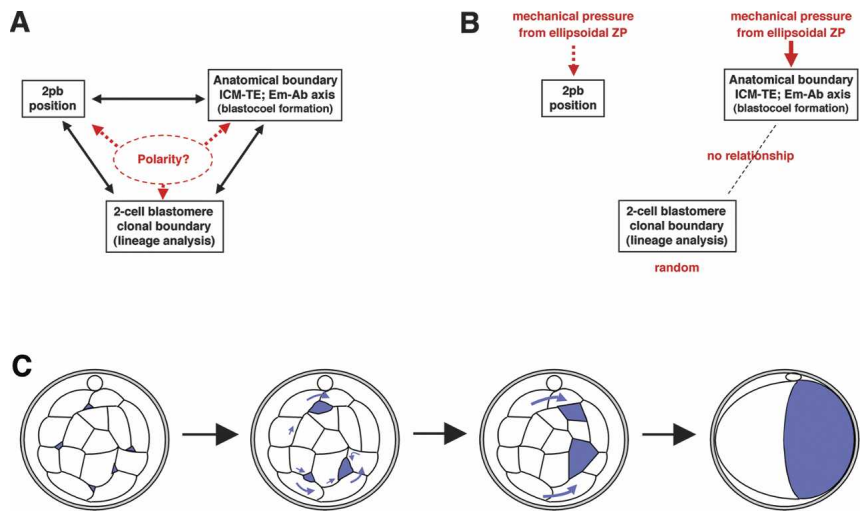 A
2pb
position
Anatomical boundary
ICM-TE; Em-Ab axis
(blastocoel formation)
Polarity?
2-cell blastomere
clonal boundary
(lineage analysis)
B
mechanical pressure
from ellipsoidal ZP
mechanical pressure
from ellipsoidal ZP
2pb
position
Anatomical boundary
ICM-TE; Em-Ab axis
(blastocoel formation)
no relationship
2-cell blastomere
clonal boundary
(lineage analysis)
random
C